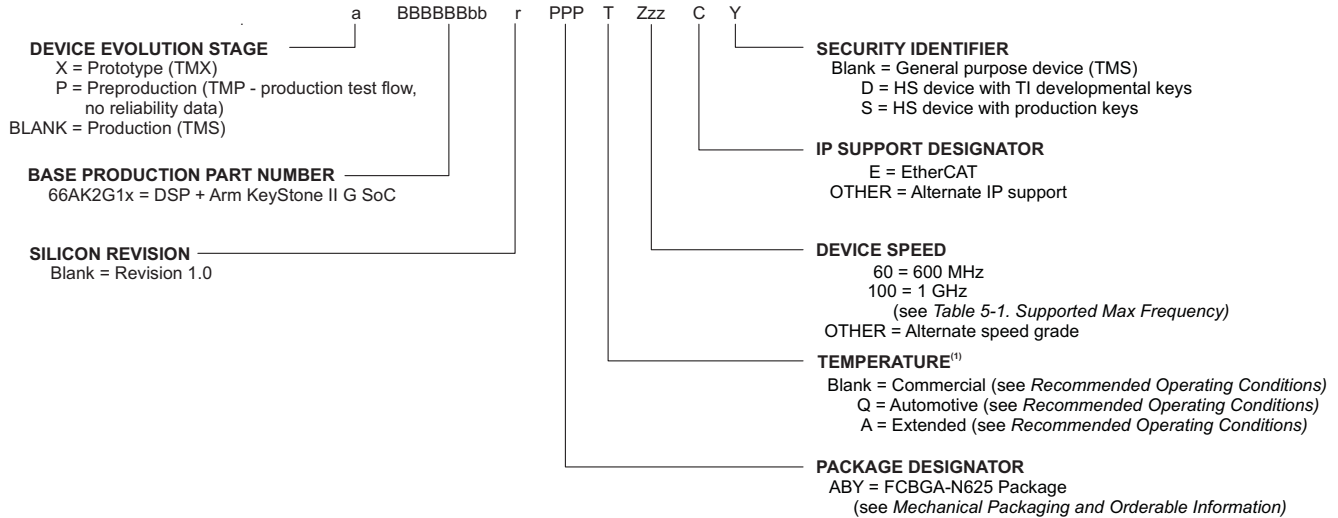 a BBBBBBbb r PPP T Zzz C Y
DEVICE EVOLUTION STAGE
X = Prototype (TMX)
P = Preproduction (TMP - production test flow,
no reliability data)
BLANK = Production (TMS)
BASE PRODUCTION PART NUMBER
66AK2G1x = DSP + Arm KeyStone II G SoC
SILICON REVISION
Blank = Revision 1.0
SECURITY IDENTIFIER
Blank = General purpose device (TMS)
D = HS device with TI developmental keys
S = HS device with production keys
IP SUPPORT DESIGNATOR
E = EtherCAT
OTHER = Alternate IP support
DEVICE SPEED
60 = 600 MHz
100 = 1 GHz
(see Table 5-1. Supported Max Frequency)
OTHER = Alternate speed grade
TEMPERATURE(1)
Blank = Commercial (see Recommended Operating Conditions)
Q = Automotive (see Recommended Operating Conditions)
A = Extended (see Recommended Operating Conditions)
PACKAGE DESIGNATOR
ABY = FCBGA-N625 Package
(see Mechanical Packaging and Orderable Information)